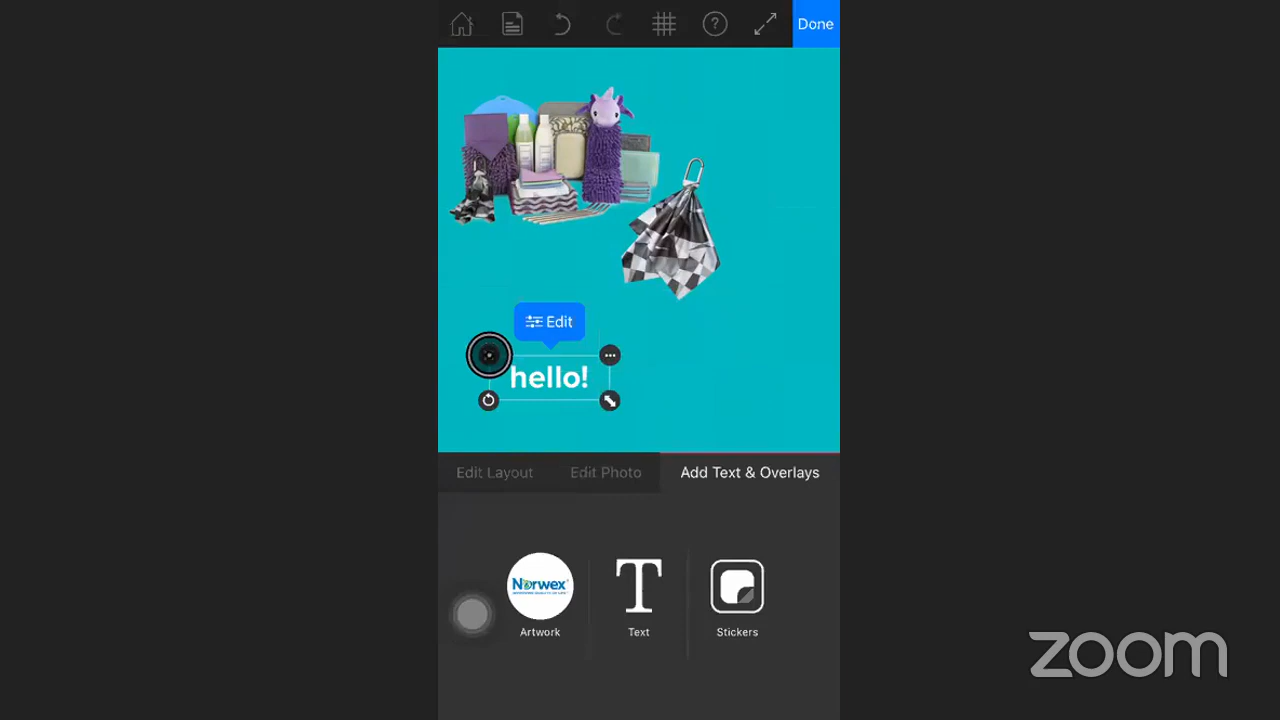 Done
Edit
hello!
Edit Layout
Edit Photo
Add Text & Overlays
Norwex
Artwork
Text
Stickers
zoom